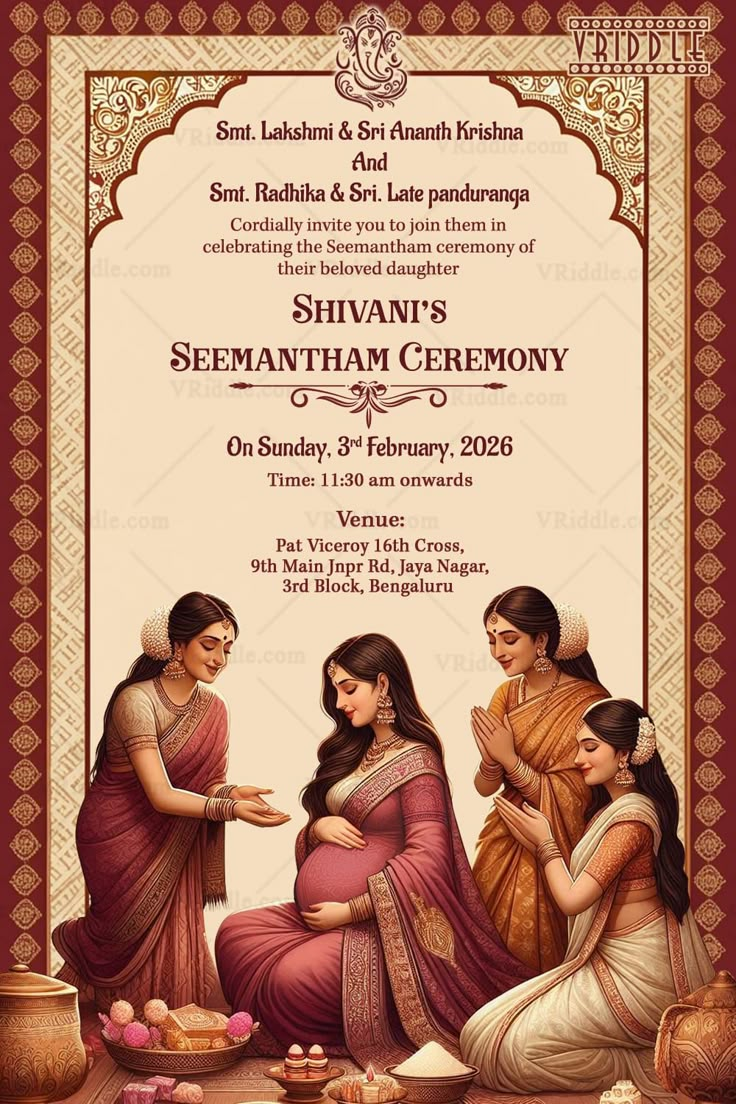 VRIDDLE
Smt. Lakshmi & Sri Ananth Krishna
And
Smt. Radhika & Sri. Late panduranga
Cordially invite you to join them in
celebrating the Seemantham ceremony of
their beloved daughter
Shivani's
Seemantham Ceremony
On Sunday, 3rd February, 2026
Time: 11:30 am onwards
Venue:
Pat Viceroy 16th Cross,
9th Main Jnpr Rd, Jaya Nagar,
3rd Block, Bengaluru
VRiddle.com